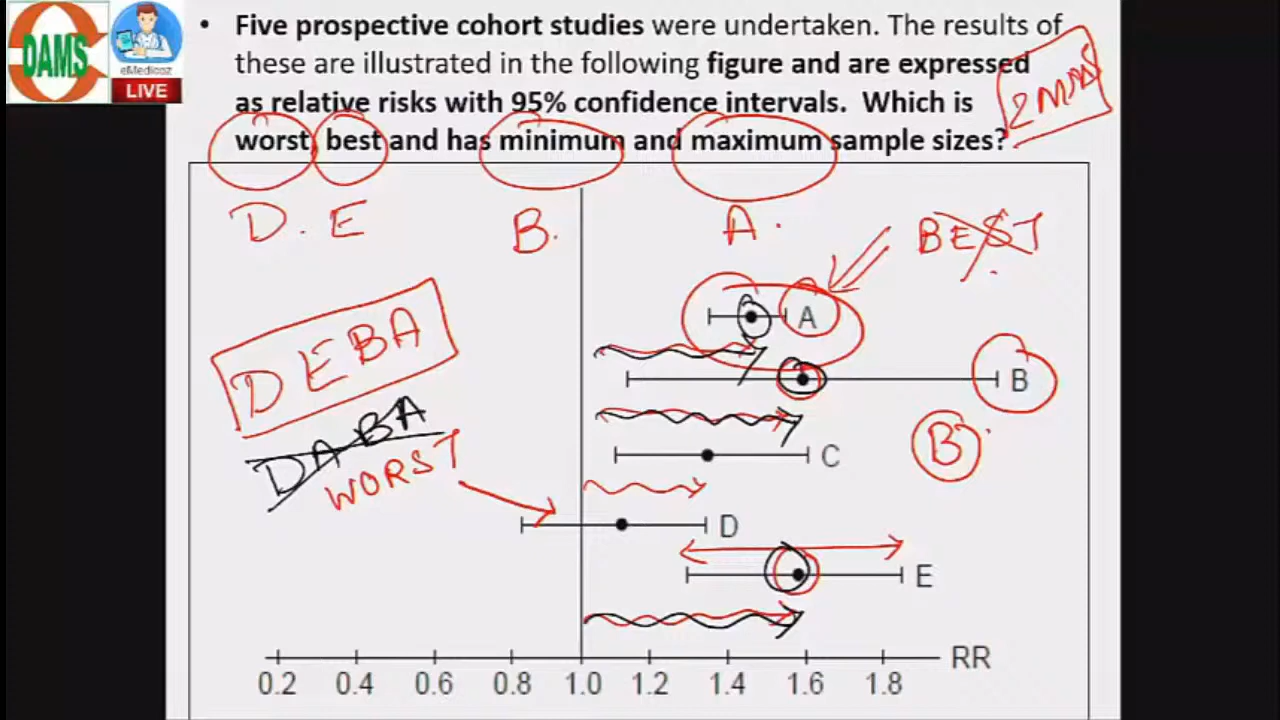 DAMS
eMedicoz
LIVE
• Five prospective cohort studies were undertaken. The results of
these are illustrated in the following figure and are expressed
as relative risks with 95% confidence intervals. Which is
worst, best and has minimum and maximum sample sizes?
2 MINS
D. E B. A.
BEST
A
DEBA
B
DABA
B
C
WORST
D
E
RR
0.2 0.4 0.6 0.8 1.0 1.2 1.4 1.6 1.8